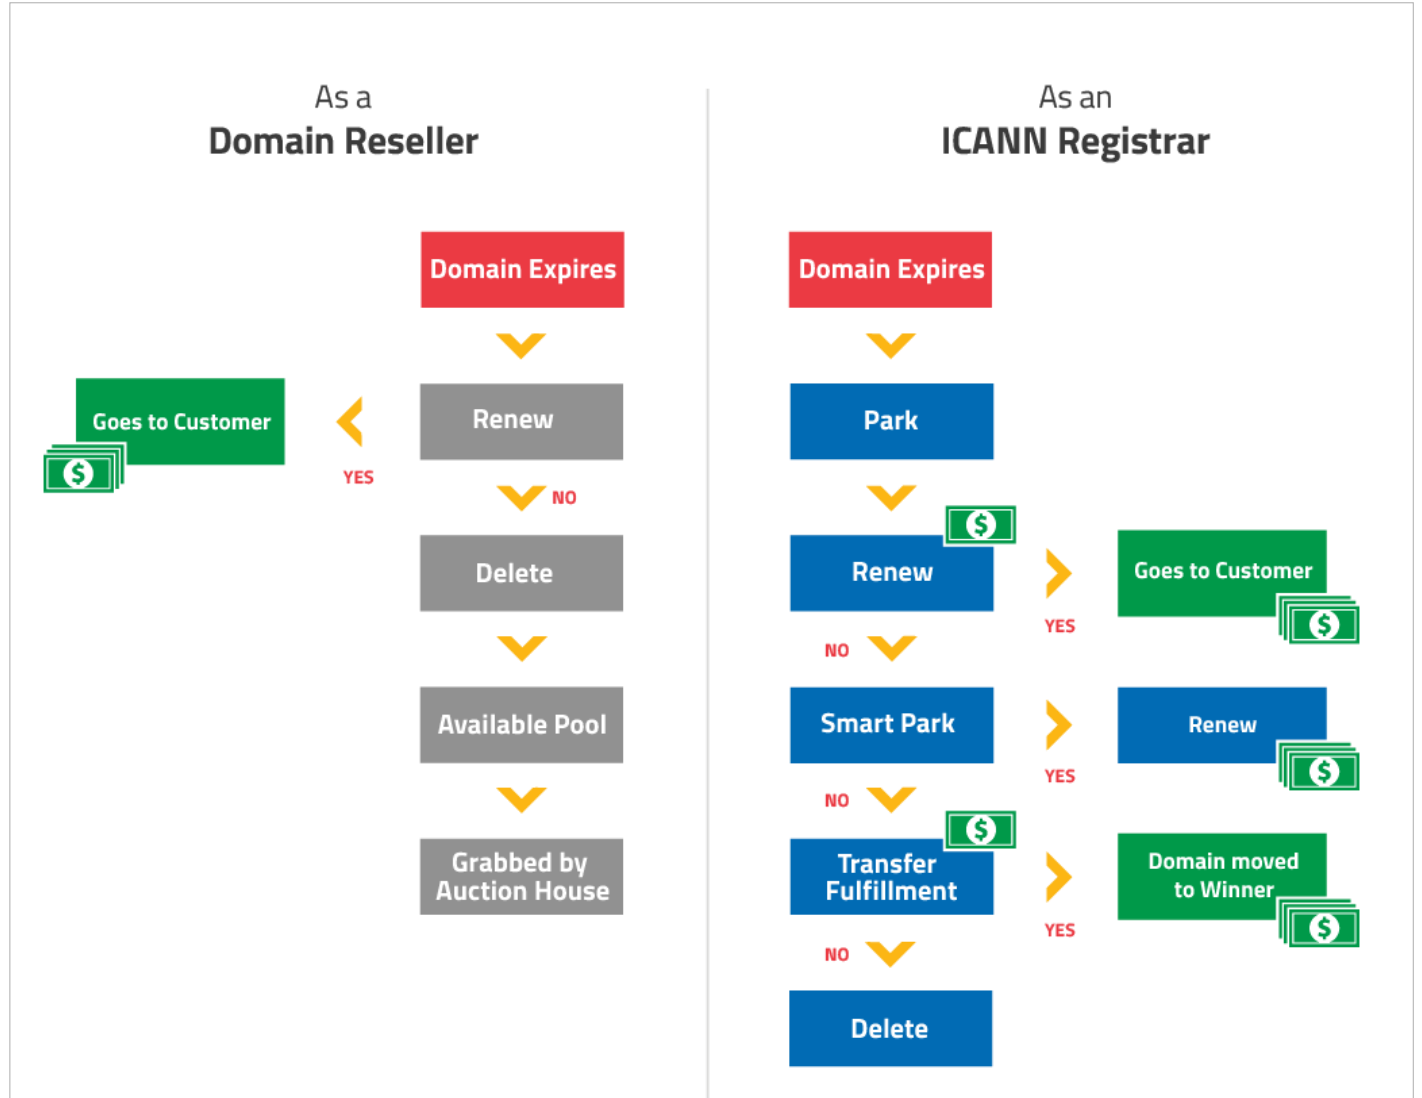 As a
Domain Reseller
Domain Expires
Renew
YES
Goes to Customer
$
NO
Delete
Available Pool
Grabbed by
Auction House
As an
ICANN Registrar
Domain Expires
Park
Renew
$
YES
Goes to Customer
$
NO
Smart Park
YES
Renew
$
NO
Transfer
Fulfillment
$
YES
Domain moved
to Winner
$
NO
Delete